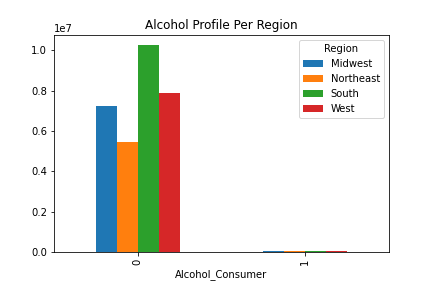 Alcohol Profile Per Region
1e7
1.0
0.8
0.6
0.4
0.2
0.0
Region
Midwest
Northeast
South
West
0
1
Alcohol_Consumer